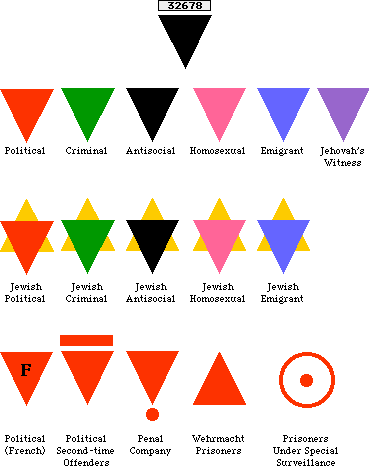 32678
Political Criminal Antisocial Homosexual Emigrant Jehovah's
Witness
Jewish Jewish Jewish Jewish Jewish
Political Criminal Antisocial Homosexual Emigrant
F
Political Political Penal Wehrmacht Prisoners
(French) Second-time Company Prisoners Under Special
Offenders Surveillance